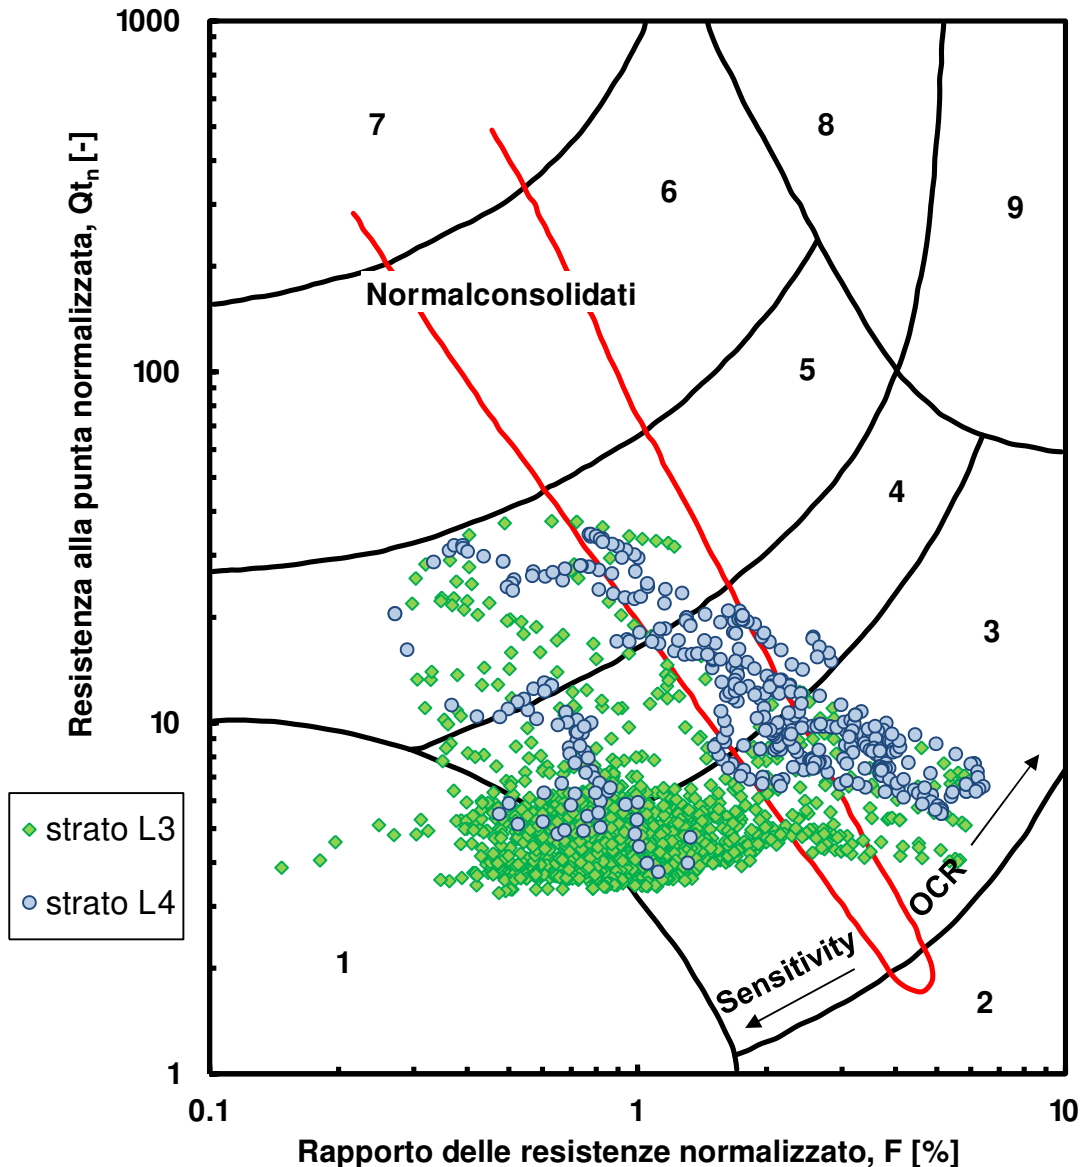 1000
7
8
6
9
Normalconsolidati
5
100
4
3
10
strato L3
strato L4
OCR
1
Sensitivity
2
1
0.1
1
10
Rapporto delle resistenze normalizzato, F [%]
Resistenza alla punta normalizzata, Qtn [-]